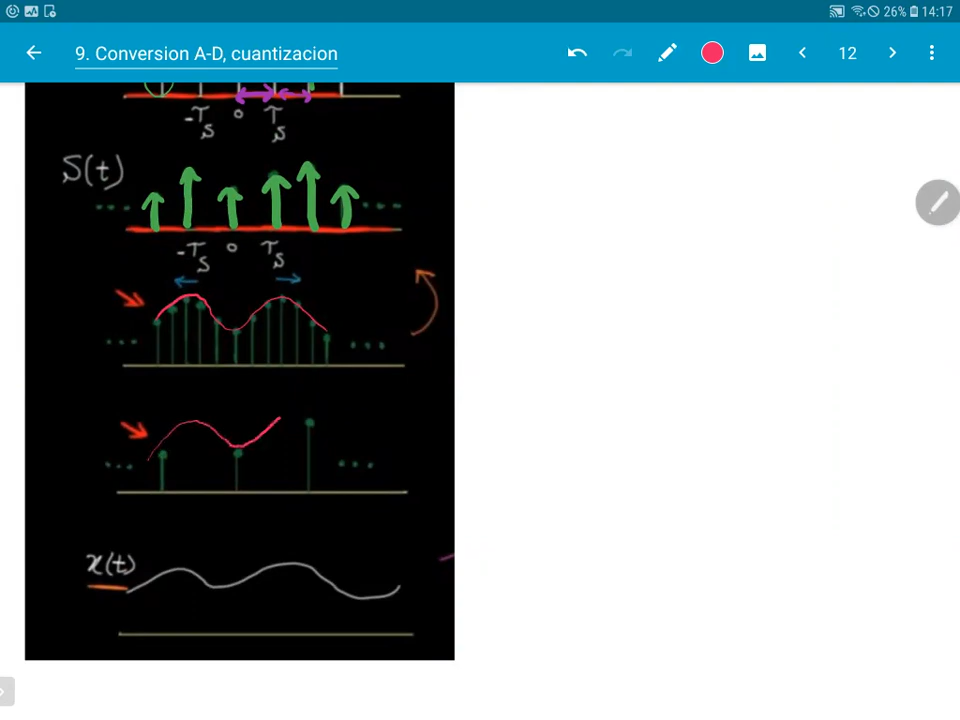 26% 14:17
9. Conversion A-D, cuantizacion
12
-Ts 0 Ts
S(t)
-Ts 0 Ts
x(t)